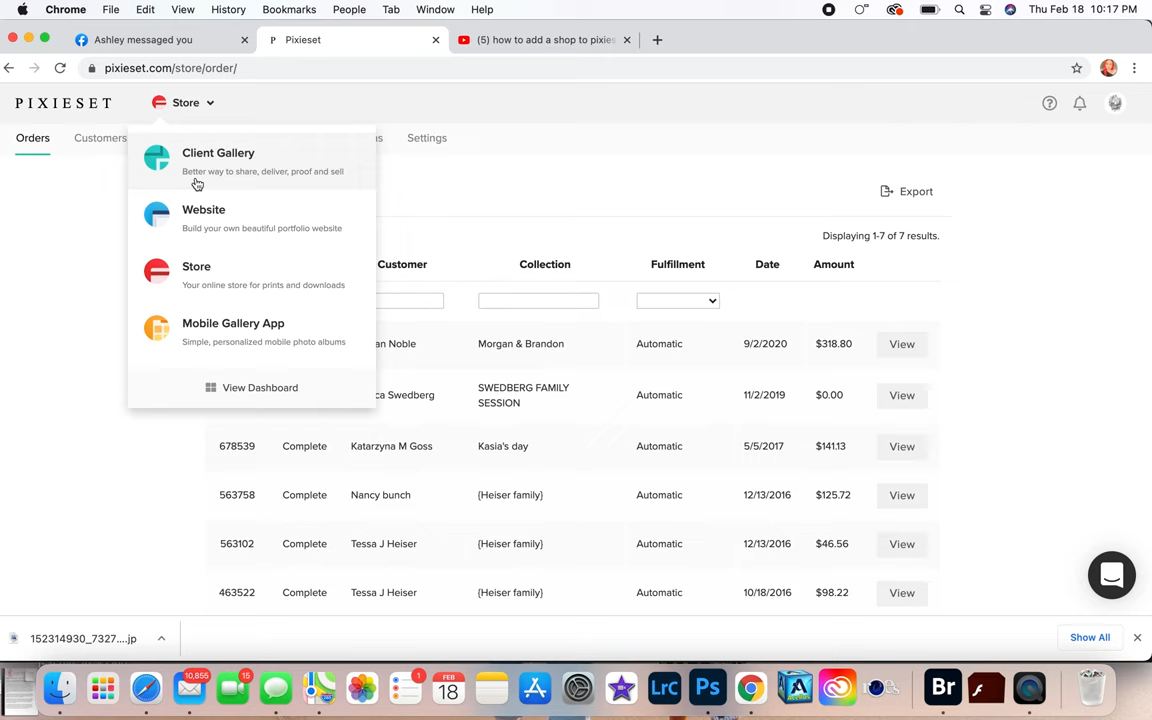 Chrome File Edit View History Bookmarks People Tab Window Help Thu Feb 18 10:17 PM
Ashley messaged you Pixieset (5) how to add a shop to pixies
pixieset.com/store/order/
PIXIESET Store
Orders Customers Settings
Client Gallery
Better way to share, deliver, proof and sell
Website
Build your own beautiful portfolio website
Store
Your online store for prints and downloads
Mobile Gallery App
Simple, personalized mobile photo albums
View Dashboard
Export
Displaying 1-7 of 7 results.
Customer Collection Fulfillment Date Amount
an Noble Morgan & Brandon Automatic 9/2/2020 $318.80 View
ca Swedberg SWEDBERG FAMILY SESSION Automatic 11/2/2019 $0.00 View
678539 Complete Katarzyna M Goss Kasia's day Automatic 5/5/2017 $141.13 View
563758 Complete Nancy bunch {Heiser family} Automatic 12/13/2016 $125.72 View
563102 Complete Tessa J Heiser {Heiser family} Automatic 12/13/2016 $46.56 View
463522 Complete Tessa J Heiser {Heiser family} Automatic 10/18/2016 $98.22 View
152314930_7327....jp Show All
10,855 15 1 FEB 18 LrC Ps Br